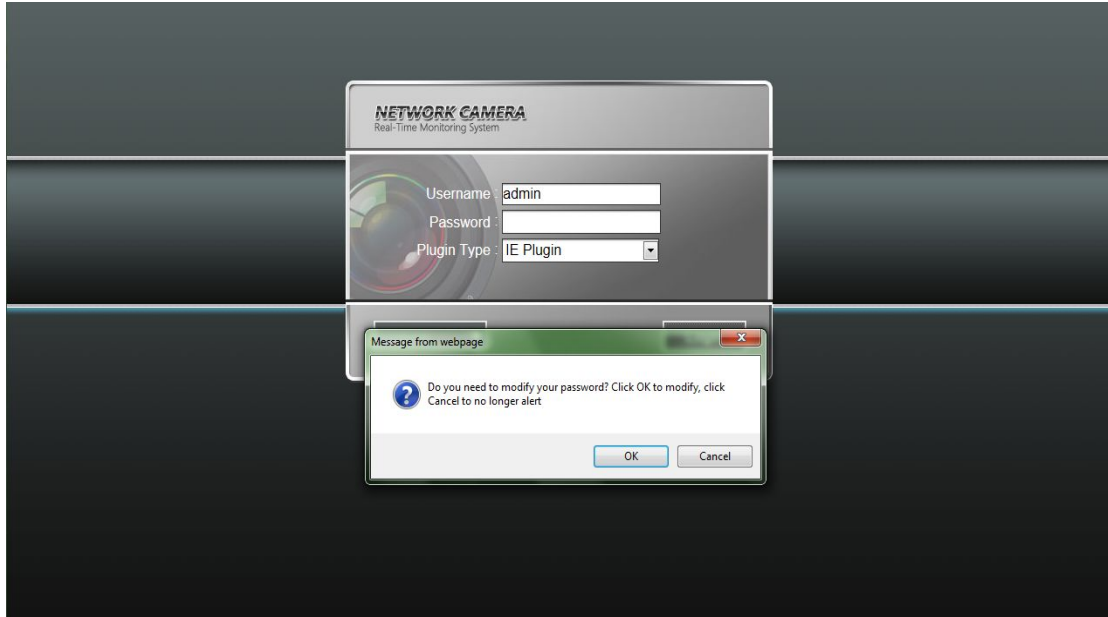 NETWORK CAMERA
Real-Time Monitoring System
Username :
admin
Password :
Plugin Type :
IE Plugin
Message from webpage
Do you need to modify your password? Click OK to modify, click
Cancel to no longer alert
OK
Cancel